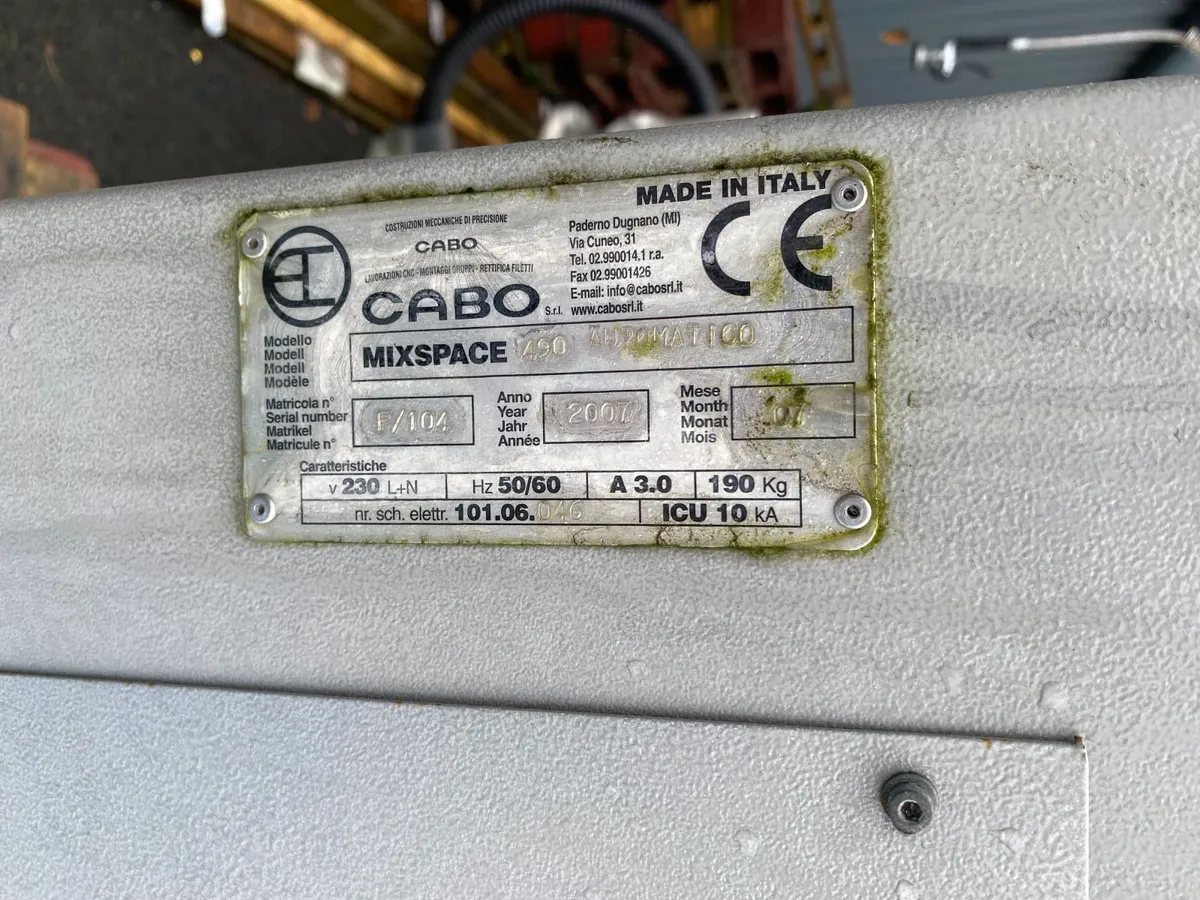 MADE IN ITALY
COSTRUZIONI MECCANICHE DI PRECISIONE
CABO
LAVORAZIONI CNC - MONTAGGI GRUPPI - RETTIFICA FILETTI
CABO S.r.l.
Paderno Dugnano (MI)
Via Cuneo, 31
Tel. 02.990014.1 r.a.
Fax 02.99001426
E-mail: info@cabosrl.it
www.cabosrl.it
CE
Modello
Modell
Modell
Modèle
MIXSPACE 490 AUTOMATICO
Matricola n°
Serial number
Matrikel
Matricule n°
F/104
Anno
Year
Jahr
Année
2007
Mese
Month
Monat
Mois
07
Caratteristiche
V 230 L+N Hz 50/60 A 3.0 190 Kg
nr. sch. elettr. 101.06.046 ICU 10 kA